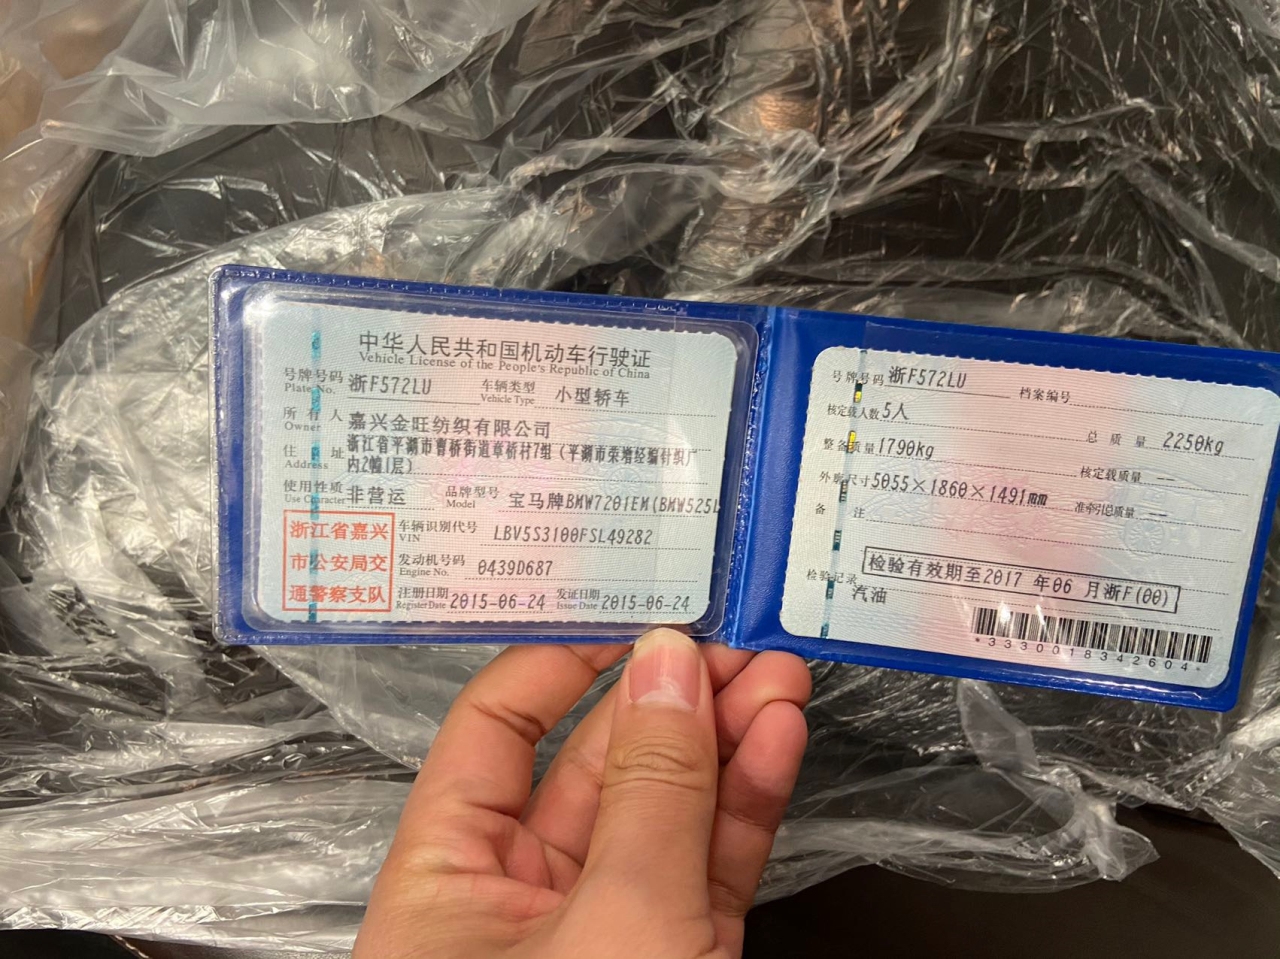 中华人民共和国机动车行驶证
Vehicle License of the People's Republic of China
号牌号码 浙F572LU 车辆类型 小型轿车
Plate No. Vehicle Type
所有人 嘉兴金旺纺织有限公司
Owner
住址 浙江省平湖市曹桥街道章桥村7组（平湖市荣增经编针织厂
Address 内2幢1层）
使用性质 非营运 品牌型号 宝马牌BMW7201EM(BMW525L
Use Character Model
浙江省嘉兴
市公安局交
通警察支队
车辆识别代号 LBV5S3100FSL49282
VIN
发动机号码 0439D687
Engine No.
注册日期 2015-06-24 发证日期 2015-06-24
Register Date Issue Date
号牌号码 浙F572LU 档案编号
核定载人数 5人 总质量 2250kg
整备质量 1790kg 核定载质量 —
外廓尺寸 5055×1860×1491mm 准牵引总质量 —
备注
检验有效期至2017 年06 月浙F(00)
检验记录
汽油
*3330018342604*